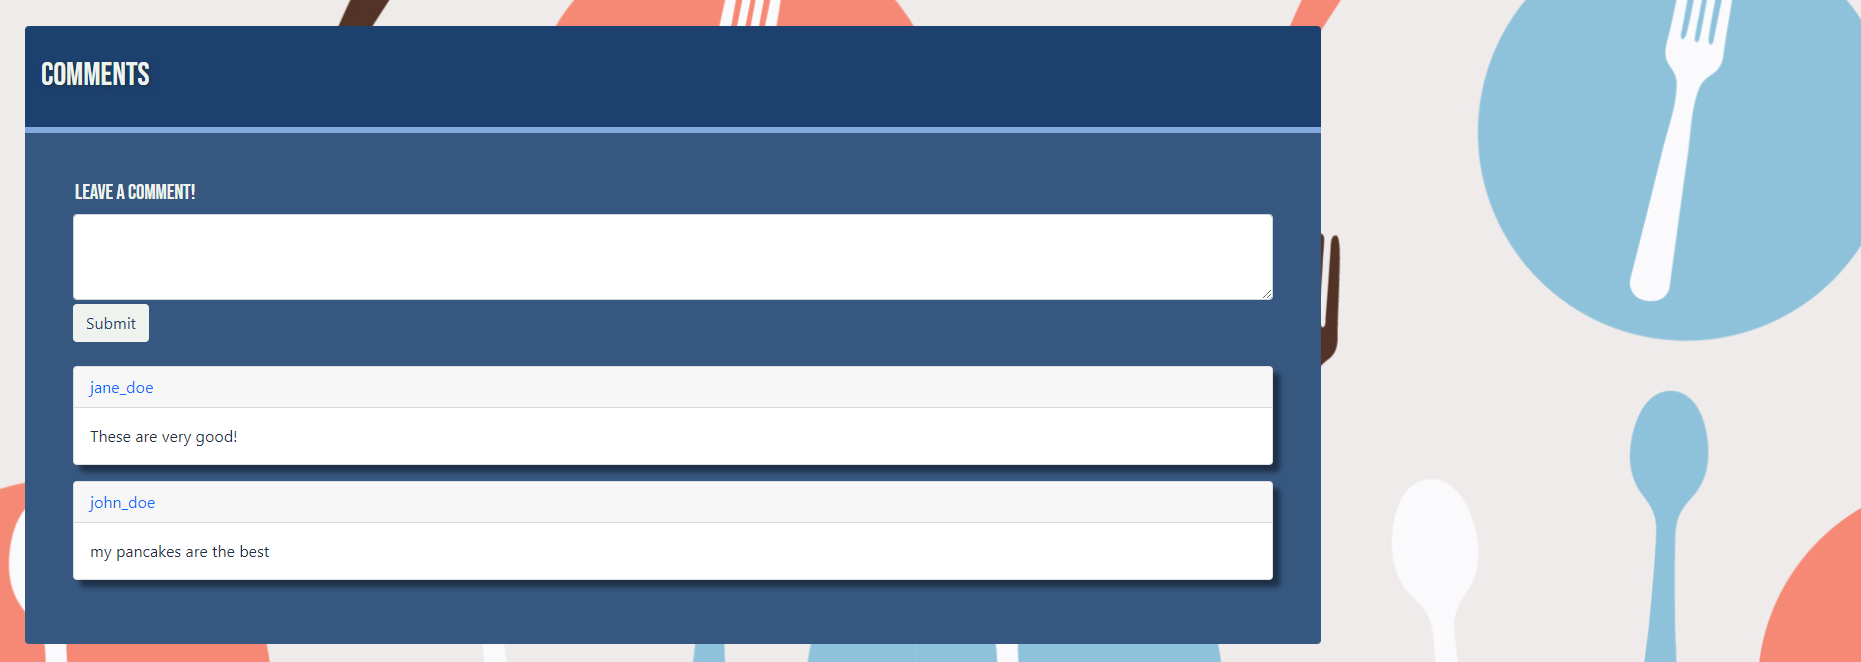 COMMENTS
LEAVE A COMMENT!
Submit
jane_doe
These are very good!
john_doe
my pancakes are the best